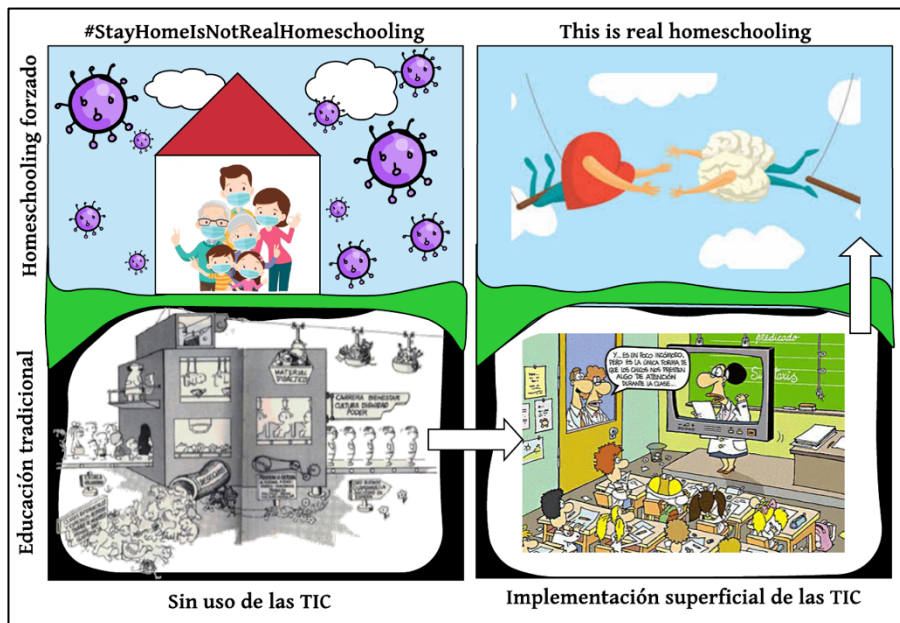 #StayHomeIsNotRealHomeschooling
This is real homeschooling
Homeschooling forzado
Educación tradicional
MATERIAL
DIDÁCTICO
CARRERA BIENESTAR
CULTURA DIGNIDAD
PODER
predicado
Y... ES UN POCO INCÓMODO,
PERO ES LA ÚNICA FORMA DE
QUE LOS CHICOS NOS PRESTEN
ALGO DE ATENCIÓN
DURANTE LA CLASE...
Sin uso de las TIC
Implementación superficial de las TIC